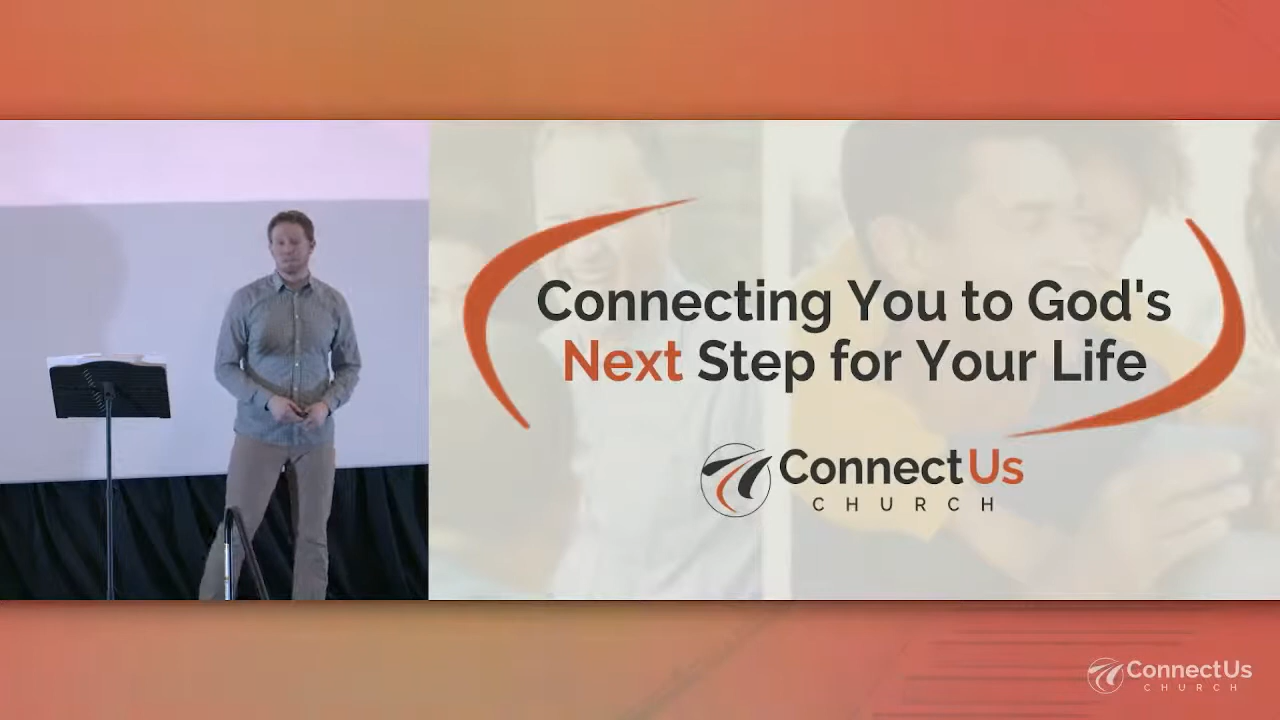 Connecting You to God's
Next Step for Your Life
ConnectUs
CHURCH
ConnectUs
CHURCH